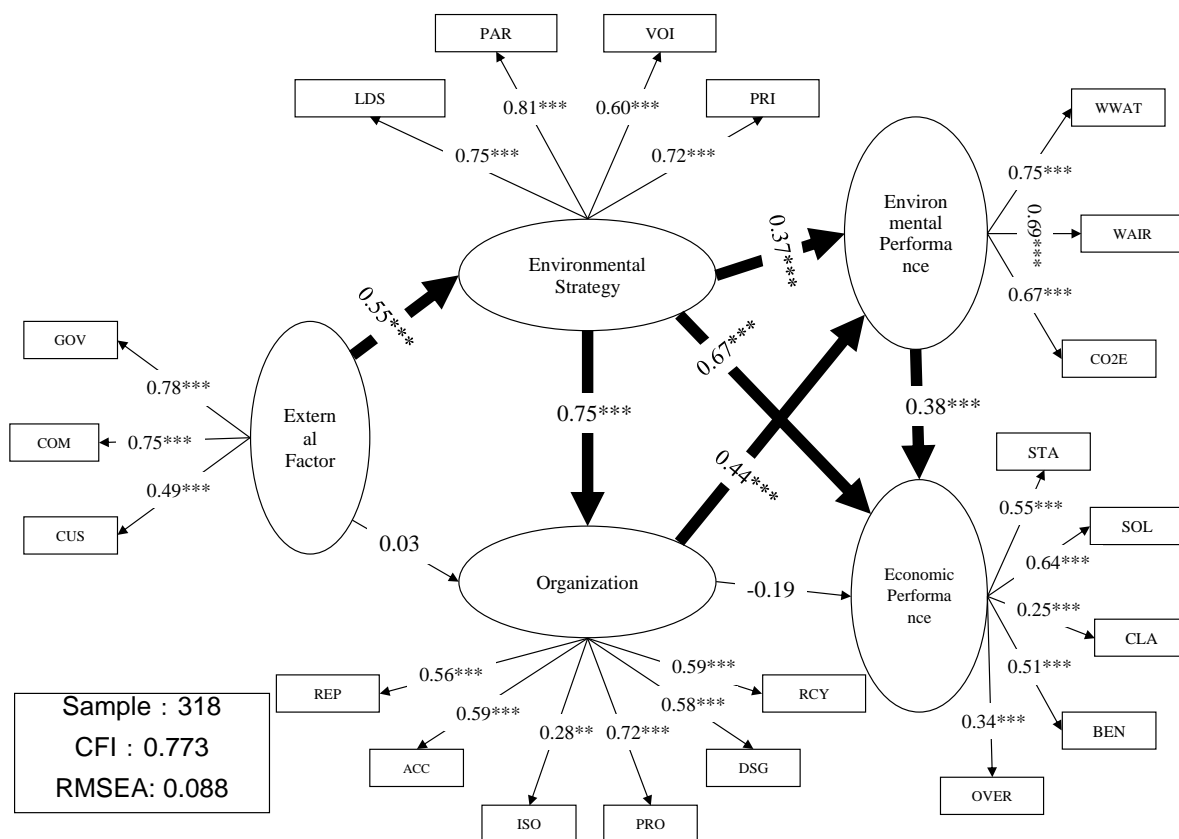 PAR
VOI
LDS
PRI
0.81***
0.60***
0.75***
0.72***
WWAT
0.75***
WAIR
0.69***
0.67***
CO2E
Environ
mental
Performa
nce
Environmental
Strategy
0.37***
0.55***
GOV
0.78***
COM
0.75***
0.49***
CUS
Extern
al
Factor
0.67***
0.75***
0.44***
0.38***
0.03
Organization
-0.19
Economic
Performa
nce
STA
0.55***
SOL
0.64***
0.25***
CLA
0.51***
BEN
0.34***
OVER
REP
0.56***
0.59***
RCY
0.59***
0.58***
ACC
0.28**
0.72***
DSG
ISO
PRO
Sample : 318
CFI : 0.773
RMSEA: 0.088